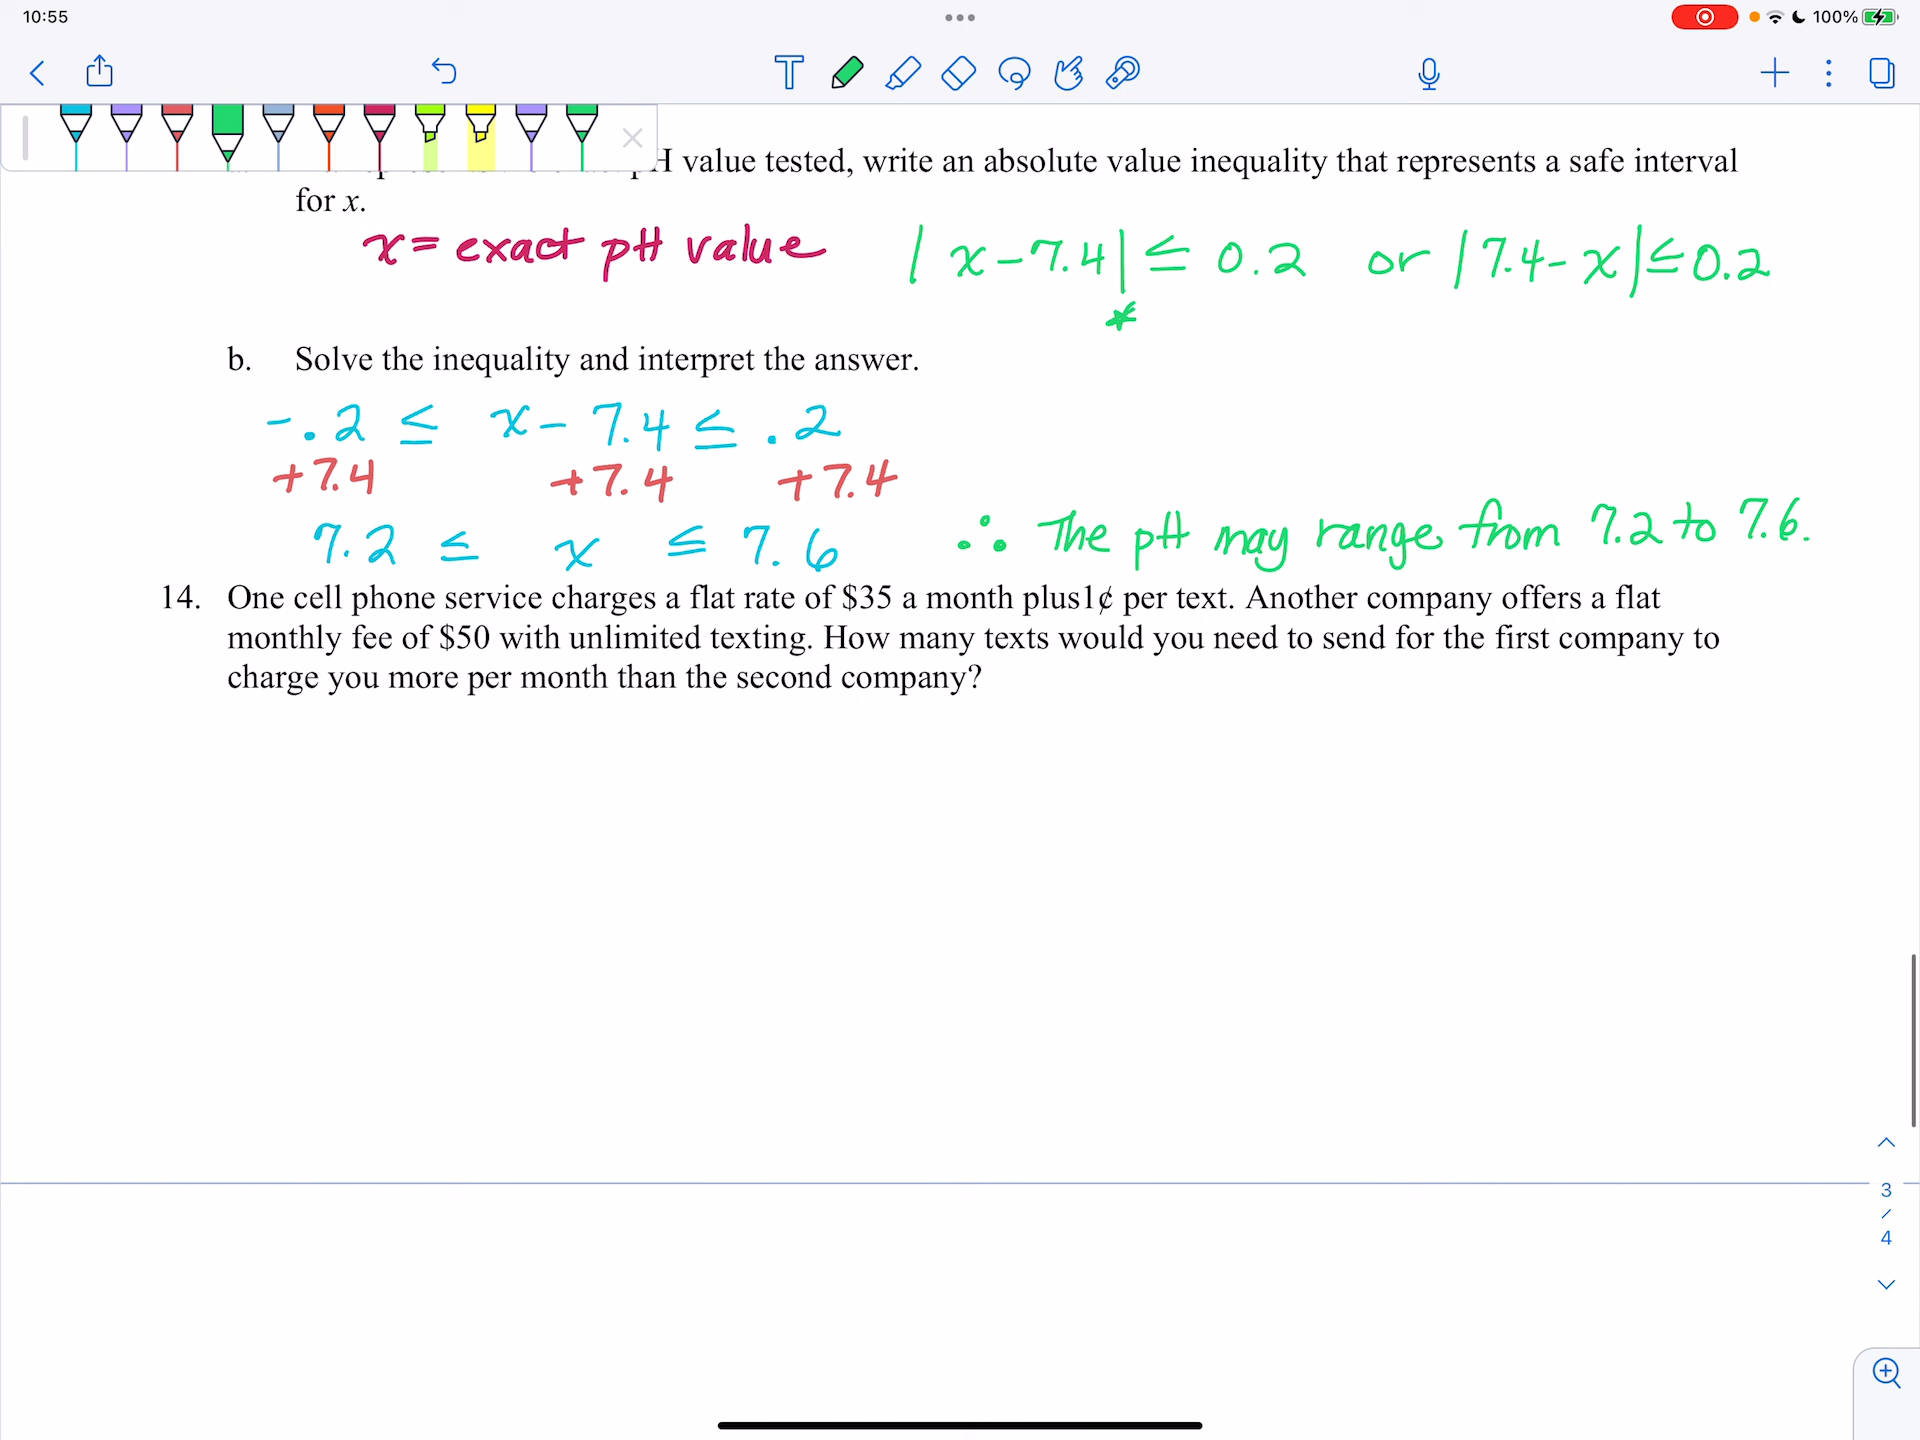 10:55
100%
H value tested, write an absolute value inequality that represents a safe interval
for x.
x = exact pH value | x - 7.4 | ≤ 0.2 or | 7.4 - x | ≤ 0.2
*
b. Solve the inequality and interpret the answer.
- .2 ≤ x - 7.4 ≤ .2
+7.4 +7.4 +7.4
7.2 ≤ x ≤ 7.6 ∴ The pH may range from 7.2 to 7.6.
14. One cell phone service charges a flat rate of $35 a month plus1¢ per text. Another company offers a flat
monthly fee of $50 with unlimited texting. How many texts would you need to send for the first company to
charge you more per month than the second company?
3
/
4